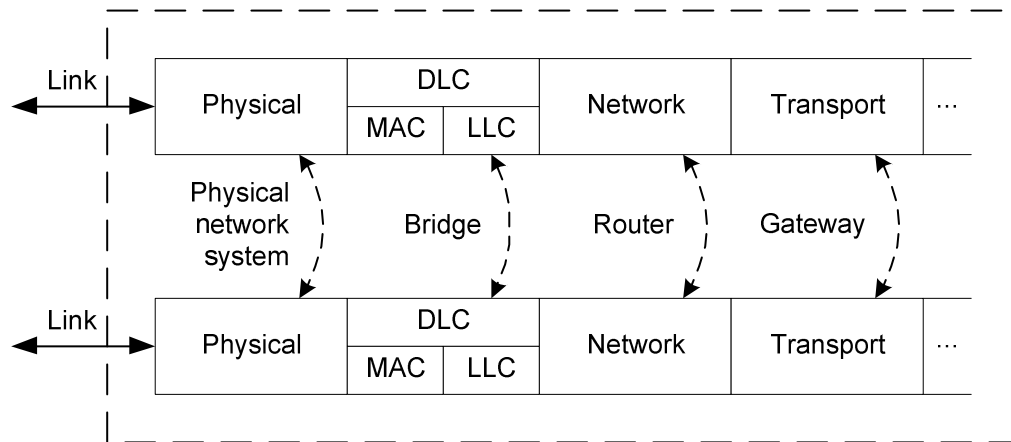 Link
Physical
DLC
MAC
LLC
Network
Transport
...
Physical
network
system
Bridge
Router
Gateway
Link
Physical
DLC
MAC
LLC
Network
Transport
...